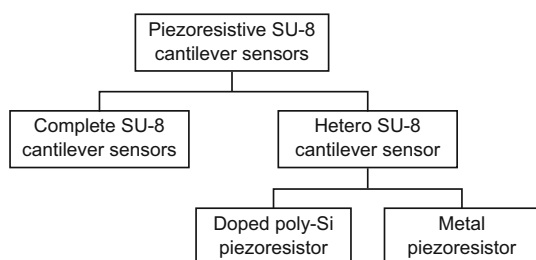 Piezoresistive SU-8
cantilever sensors
Complete SU-8
cantilever sensors
Hetero SU-8
cantilever sensor
Doped poly-Si
piezoresistor
Metal
piezoresistor